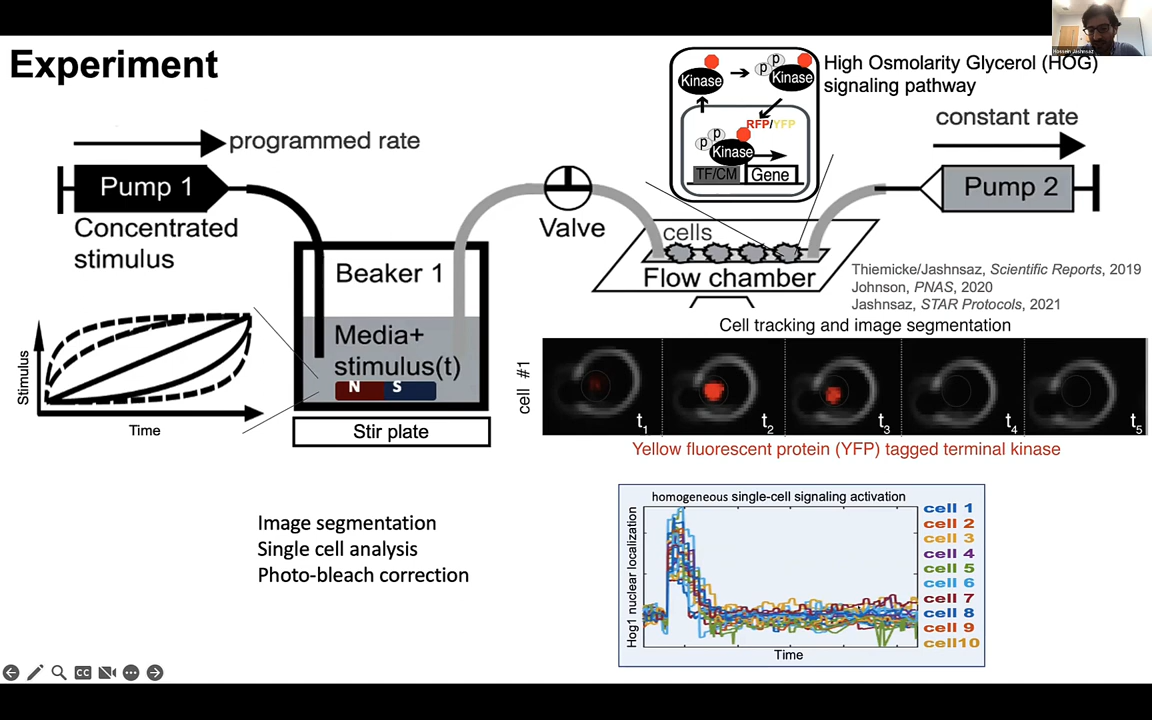 Experiment
Hossein Jashnsaz
programmed rate
Pump 1
Concentrated
stimulus
Beaker 1
Media+
stimulus(t)
N S
Stir plate
Stimulus
Time
Valve
Kinase
p p
Kinase
RFP/YFP
p p
Kinase
TF/CM
Gene
High Osmolarity Glycerol (HOG)
signaling pathway
constant rate
Pump 2
cells
Flow chamber
Thiemicke/Jashnsaz, Scientific Reports, 2019
Johnson, PNAS, 2020
Jashnsaz, STAR Protocols, 2021
Cell tracking and image segmentation
cell #1
t1
t2
t3
t4
t5
Yellow fluorescent protein (YFP) tagged terminal kinase
Image segmentation
Single cell analysis
Photo-bleach correction
homogeneous single-cell signaling activation
Hog1 nuclear localization
Time
cell 1
cell 2
cell 3
cell 4
cell 5
cell 6
cell 7
cell 8
cell 9
cell10
CC